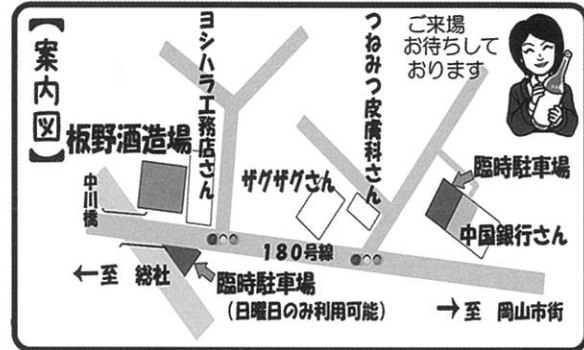 【案内図】
ヨシハラ工務店さん
つねみつ皮膚科さん
ご来場
お待ちして
おります
板野酒造場
中川橋
ザグザグさん
臨時駐車場
中国銀行さん
180号線
←至 総社
臨時駐車場
(日曜日のみ利用可能)
→至 岡山市街